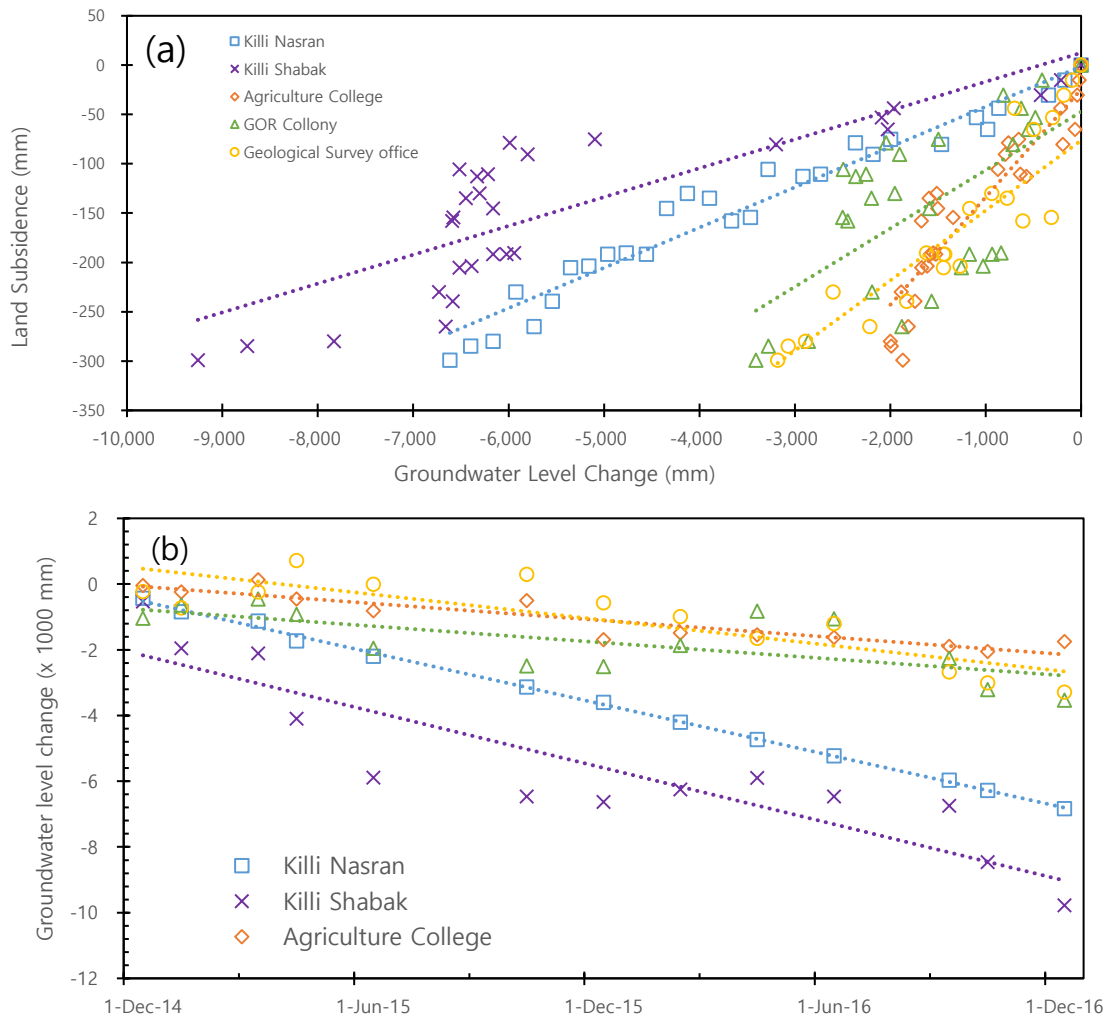 (a)
Killi Nasran
Killi Shabak
Agriculture College
GOR Collony
Geological Survey office
Land Subsidence (mm)
50
0
-50
-100
-150
-200
-250
-300
-350
-10,000 -9,000 -8,000 -7,000 -6,000 -5,000 -4,000 -3,000 -2,000 -1,000 0
Groundwater Level Change (mm)
(b)
Groundwater level change (x 1000 mm)
2
0
-2
-4
-6
-8
-10
-12
Killi Nasran
Killi Shabak
Agriculture College
1-Dec-14 1-Jun-15 1-Dec-15 1-Jun-16 1-Dec-16